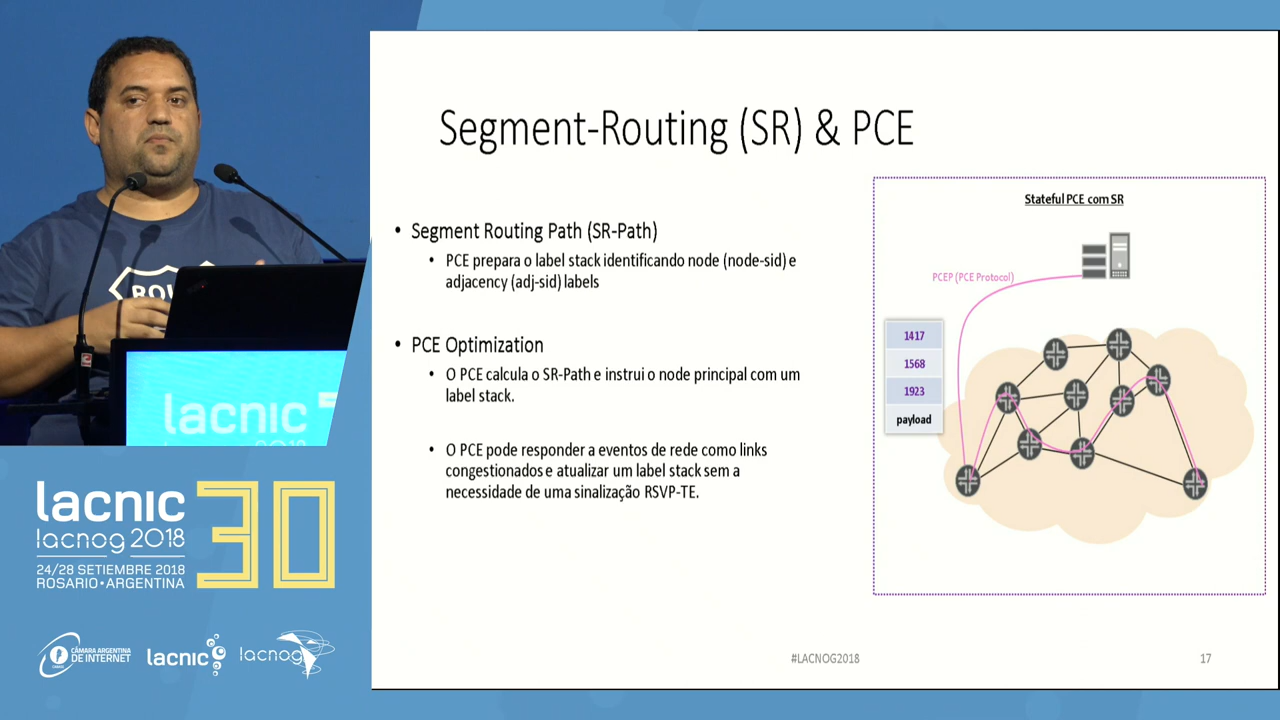 Segment-Routing (SR) & PCE
• Segment Routing Path (SR-Path)
• PCE prepara o label stack identificando node (node-sid) e
adjacency (adj-sid) labels
• PCE Optimization
• O PCE calcula o SR-Path e instrui o node principal com um
label stack.
• O PCE pode responder a eventos de rede como links
congestionados e atualizar um label stack sem a
necessidade de uma sinalização RSVP-TE.
Stateful PCE com SR
PCEP (PCE Protocol)
1417
1568
1923
payload
#LACNOG2018
17
lacnic
lacnic 30
lacnog 2018
24/28 SETIEMBRE 2018
ROSARIO•ARGENTINA
CÁMARA ARGENTINA
DE INTERNET
lacnic
lacnog